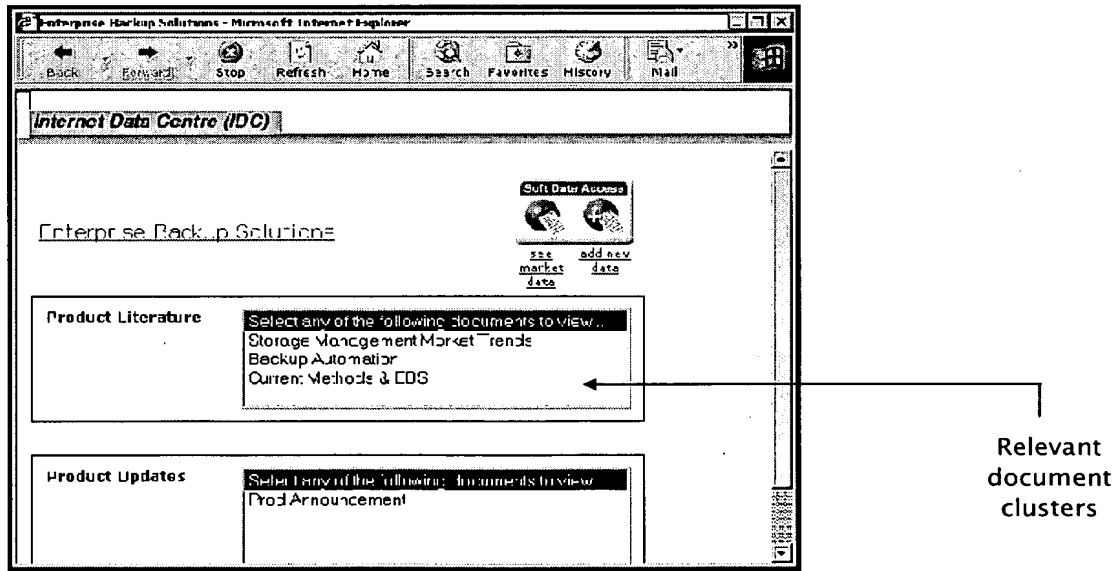 Enterprise Backup Solutions - Microsoft Internet Explorer
Back Forward Stop Refresh Home Search Favorites History Mail »
Internet Data Centre (IDC)
Soft Data Access
Enterprise Backup Solutions
see market data
add new data
Product Literature
Select any of the following documents to view...
Storage Management Market Trends
Backup Automation
Current Methods & EBS
Relevant
document
clusters
Product Updates
Select any of the following documents to view
Prod Announcement